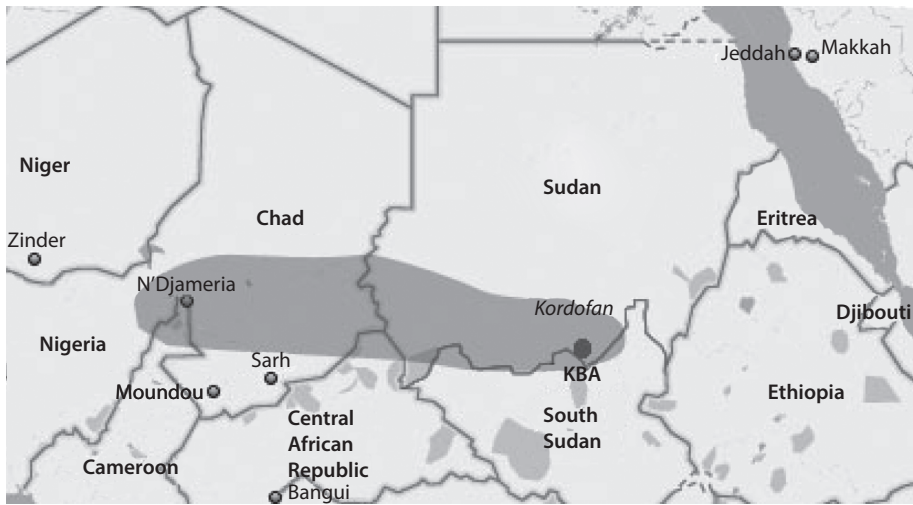 Jeddah
Makkah
Niger
Sudan
Chad
Eritrea
Zinder
N'Djameria
Kordofan
Djibouti
Nigeria
Sarh
KBA
Moundou
Ethiopia
Central
African
Republic
South
Sudan
Cameroon
Bangui